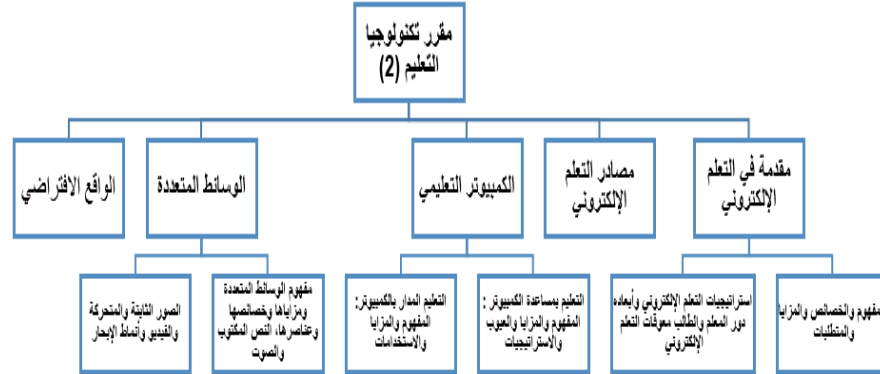 مقرر تكنولوجيا
التعليم (2)
مقدمة في التعلم
الإلكتروني
مصادر التعلم
الإلكتروني
الكمبيوتر التعليمي
الوسائط المتعددة
الواقع الافتراضي
مفهوم والخصائص والمزايا
والمتطلبات
استراتيجيات التعلم الإلكتروني وأبعاده
دور المعلم والطالب معوقات التعلم
الإلكتروني
التعليم بمساعدة الكمبيوتر :
المفهوم والمزايا والعيوب
والاستراتيجيات
التعليم المدار بالكمبيوتر:
المفهوم والمزايا
والاستخدامات
مفهوم الوسائط المتعددة
ومزاياها وخصائصها
وعناصرها، النص المكتوب
والصوت
الصور الثابتة والمتحركة
والفيديو وأنماط الإبحار